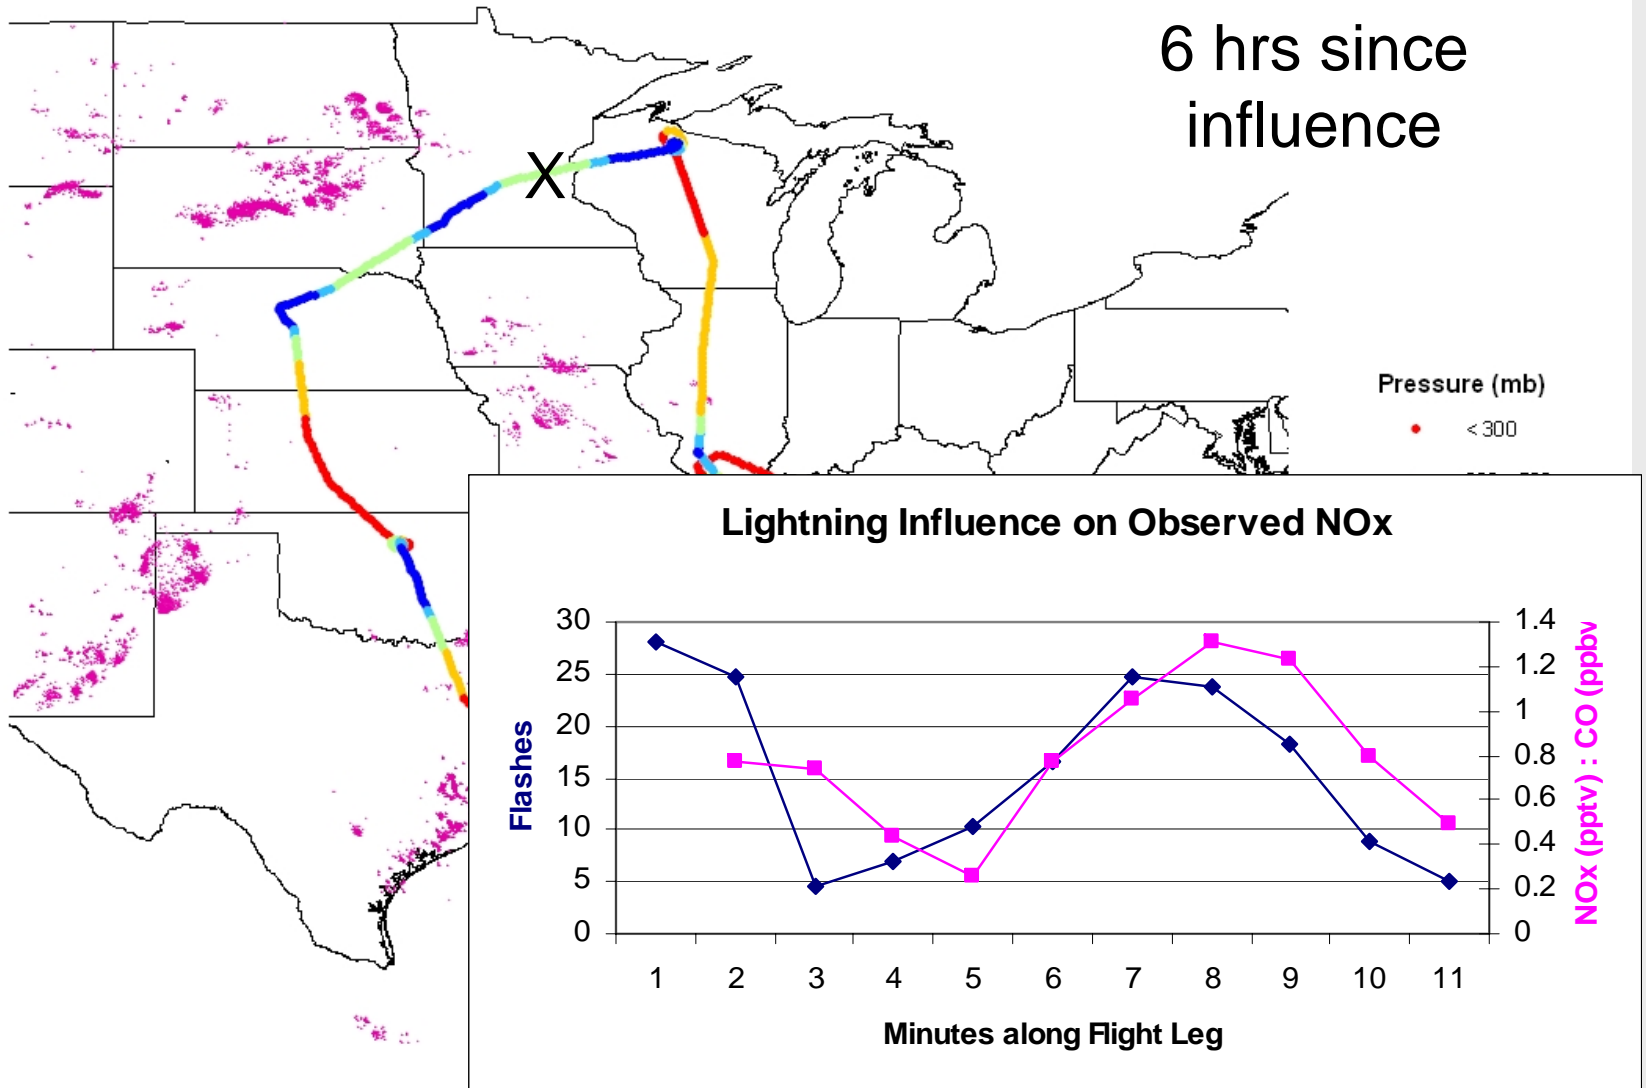 6 hrs since
influence
X
Pressure (mb)
< 300
Lightning Influence on Observed NOx
30
25
20
15
10
5
0
Flashes
1.4
1.2
1
0.8
0.6
0.4
0.2
0
NOx (pptv) : CO (ppbv
1 2 3 4 5 6 7 8 9 10 11
Minutes along Flight Leg